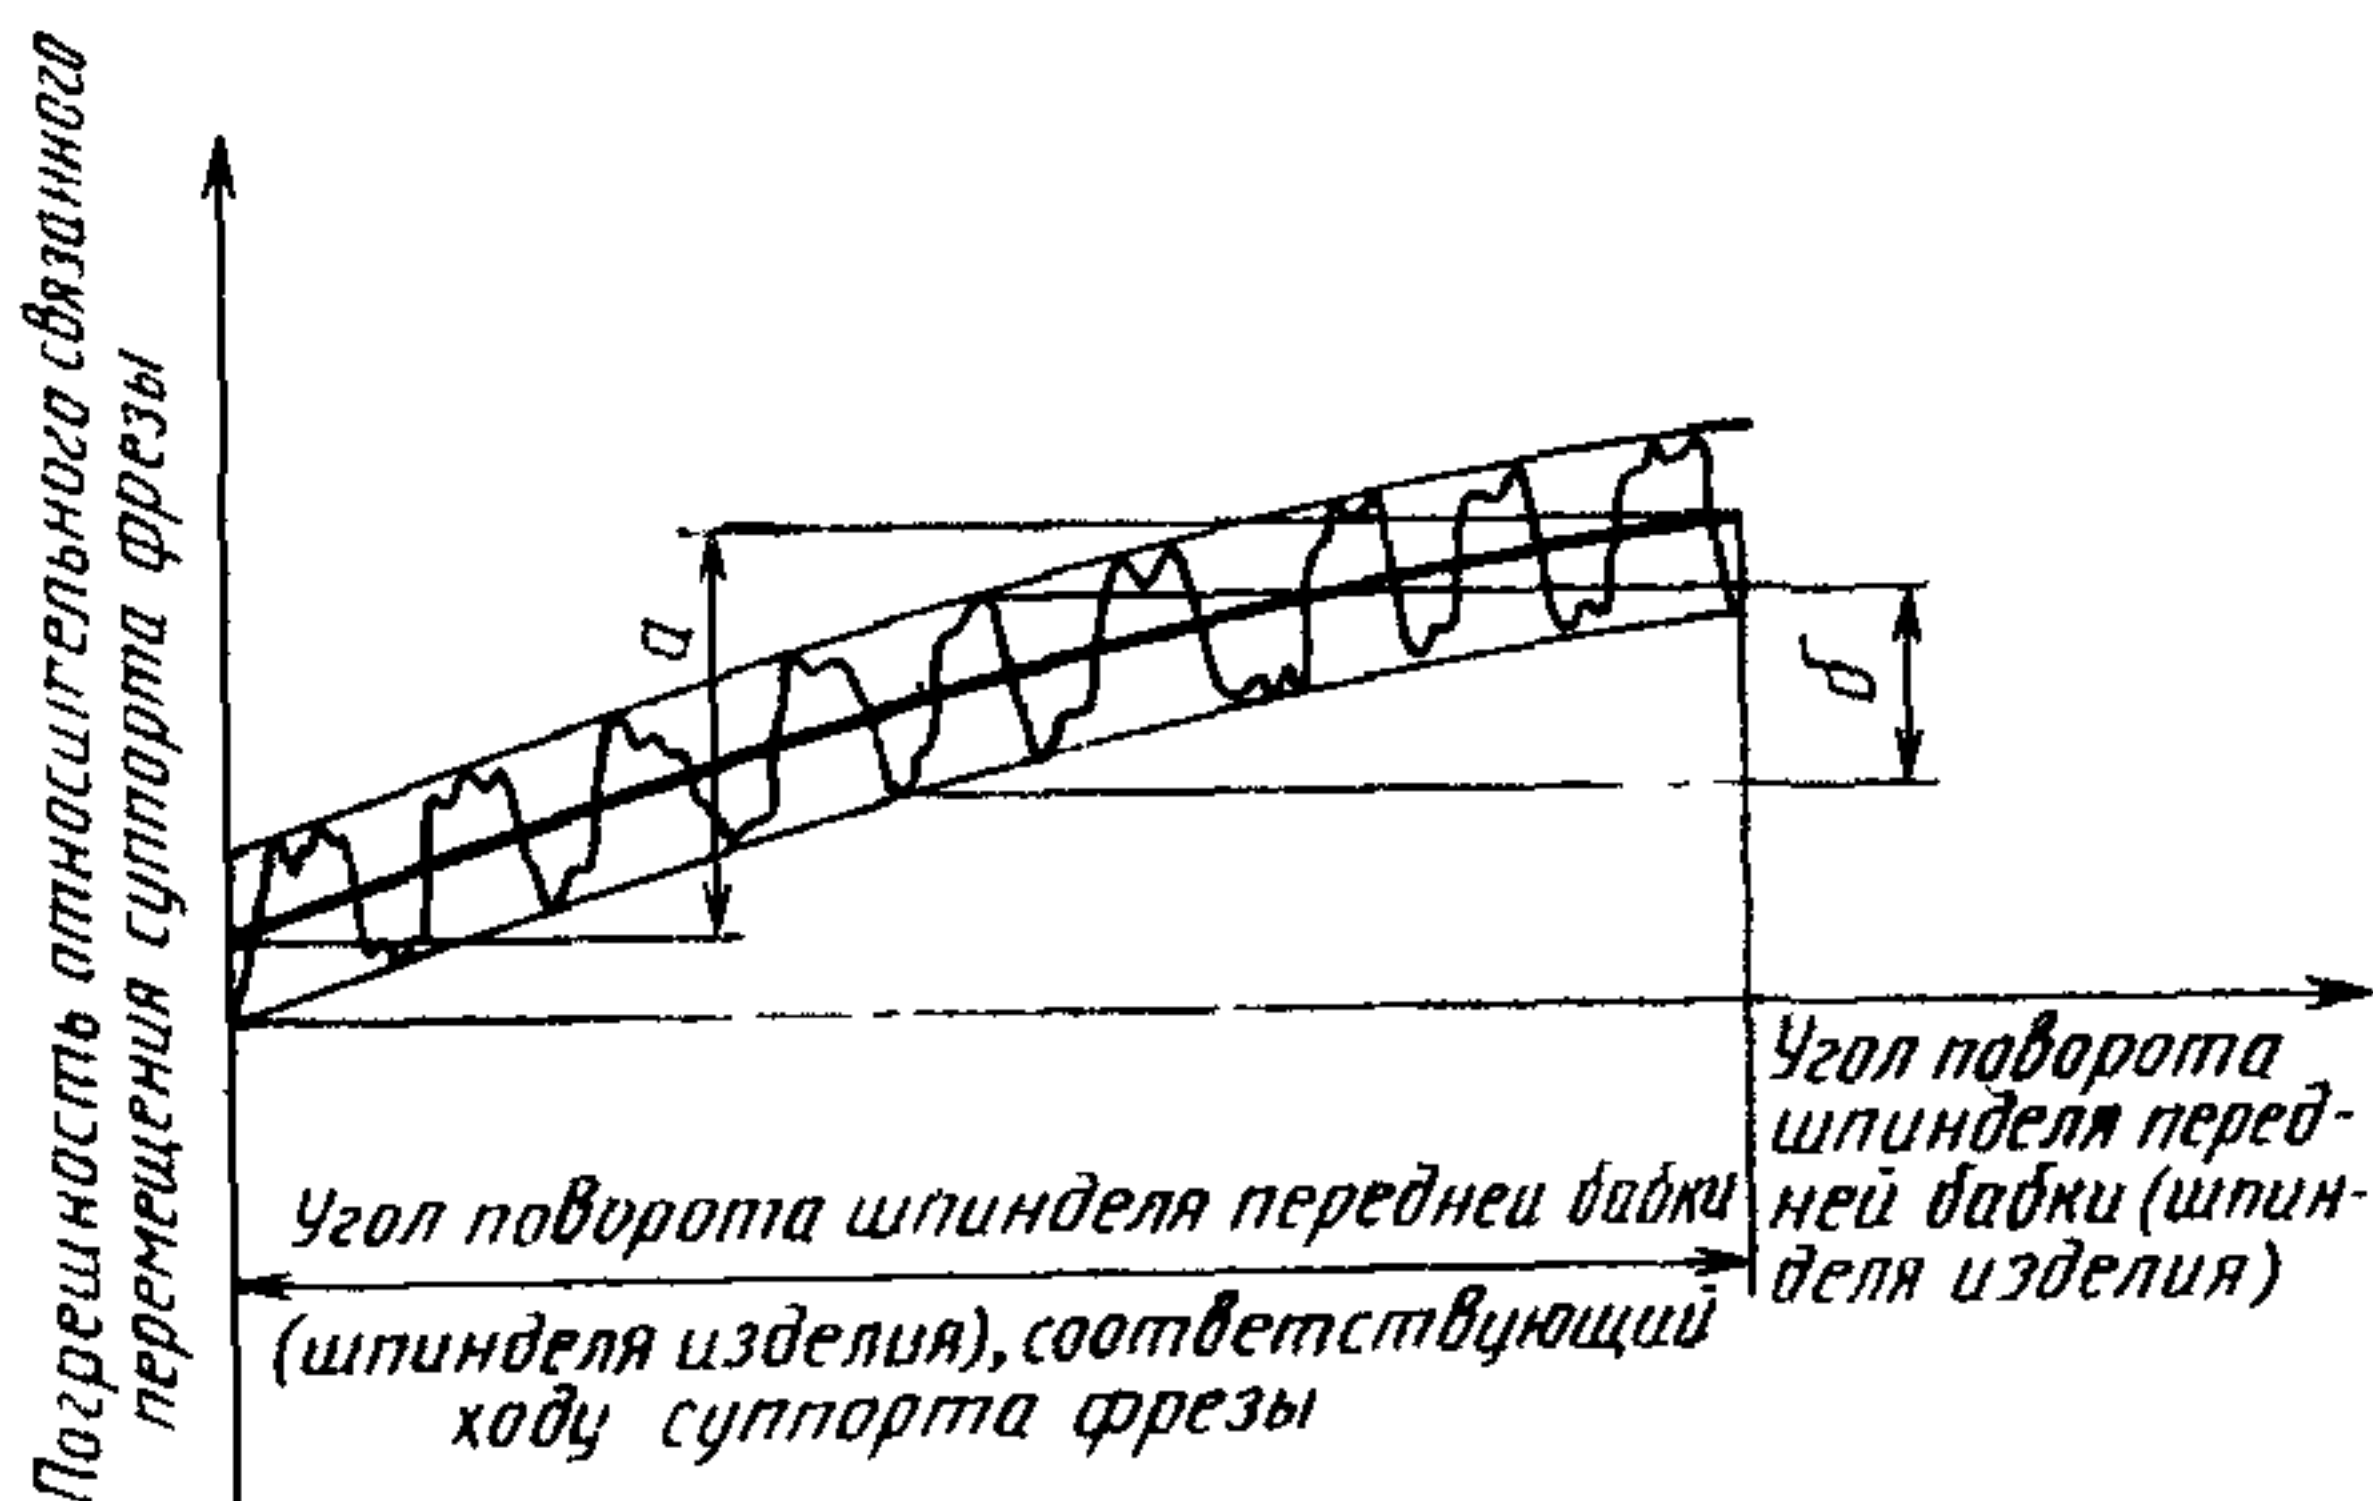 Погрешность относительного связанного
перемещения суппорта фрезы
а
б
Угол поворота
шпинделя перед-
ней бабки (шпин-
деля изделия)
Угол поворота шпинделя передней бабки
(шпинделя изделия), соответствующий
ходу суппорта фрезы